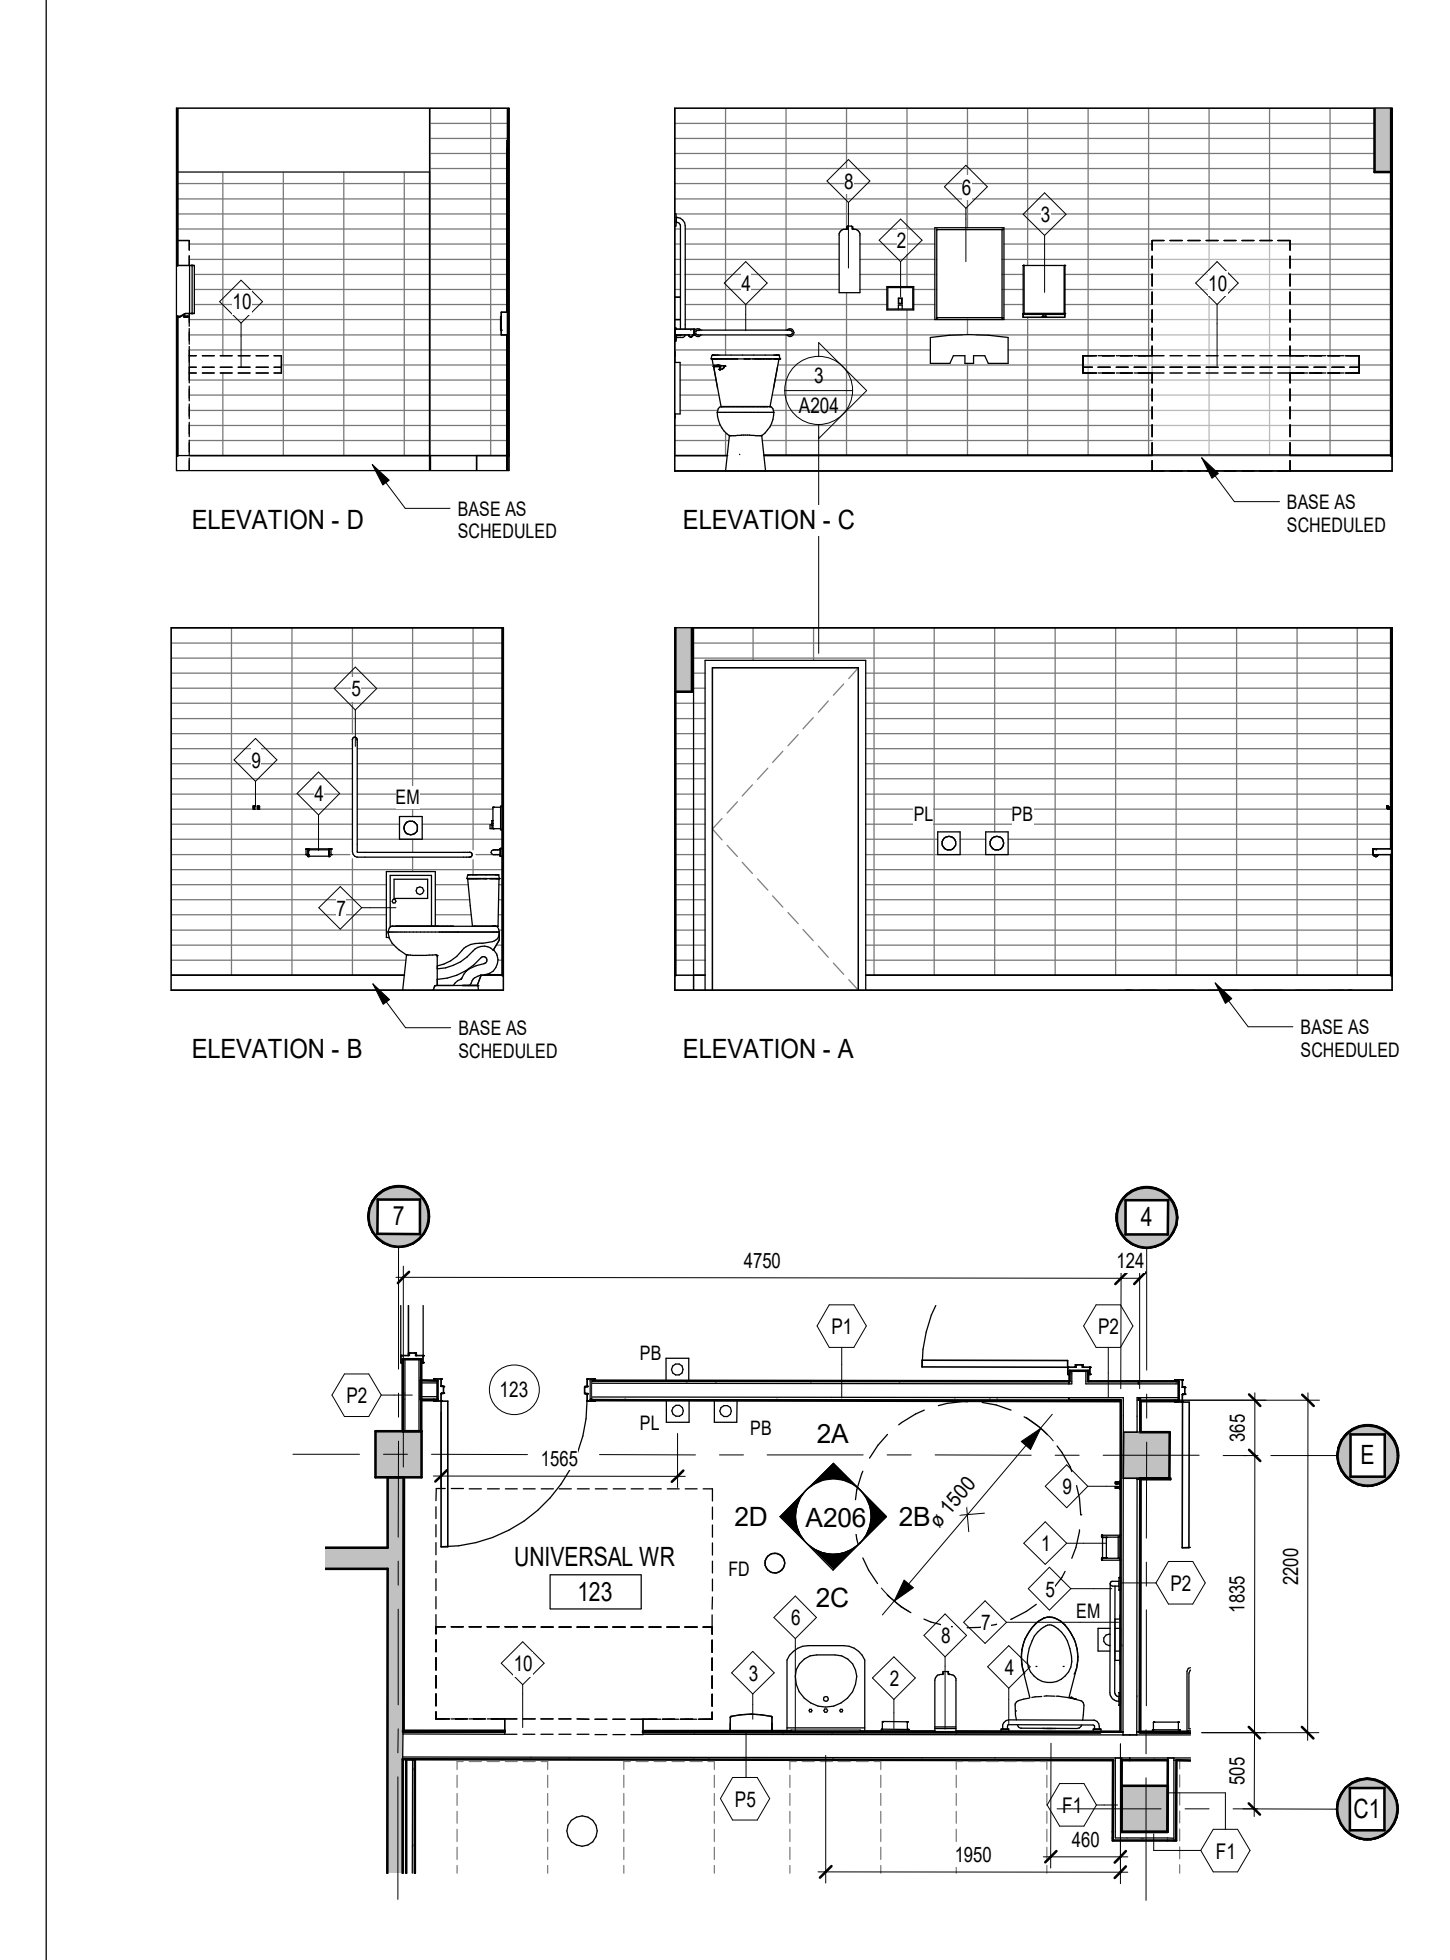 8
6
3
2
10
4
10
3
A204
BASE AS
SCHEDULED
ELEVATION - D
BASE AS
SCHEDULED
ELEVATION - C
5
9
4
EM
7
PL
PB
BASE AS
SCHEDULED
ELEVATION - B
BASE AS
SCHEDULED
ELEVATION - A
7
4
4750
124
P1
P2
PB
P2
123
PL
PB
2A
365
E
1565
9
ø 1500
2D
A206
2B
1
UNIVERSAL WR
123
FD
5
P2
2200
1835
2C
6
7
EM
8
10
3
2
4
505
P5
F1
C1
460
F1
1950